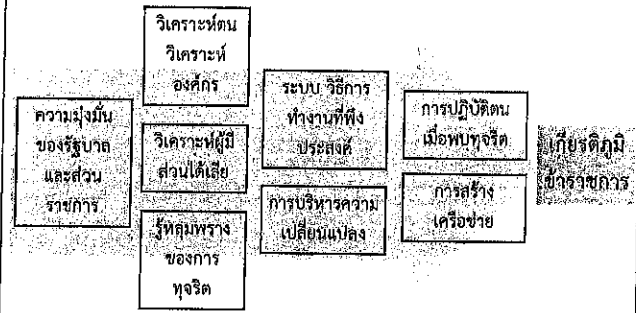 ความมุ่งมั่น
ของรัฐบาล
และส่วน
ราชการ
วิเคราะห์ตน
วิเคราะห์
องค์กร
วิเคราะห์ผู้มี
ส่วนได้เสีย
รู้หลุมพราง
ของการ
ทุจริต
ระบบ วิธีการ
ทำงานที่พึง
ประสงค์
การบริหารความ
เปลี่ยนแปลง
การปฏิบัติตน
เมื่อพบทุจริต
การสร้าง
เครือข่าย
เกียรติภูมิ
ข้าราชการ